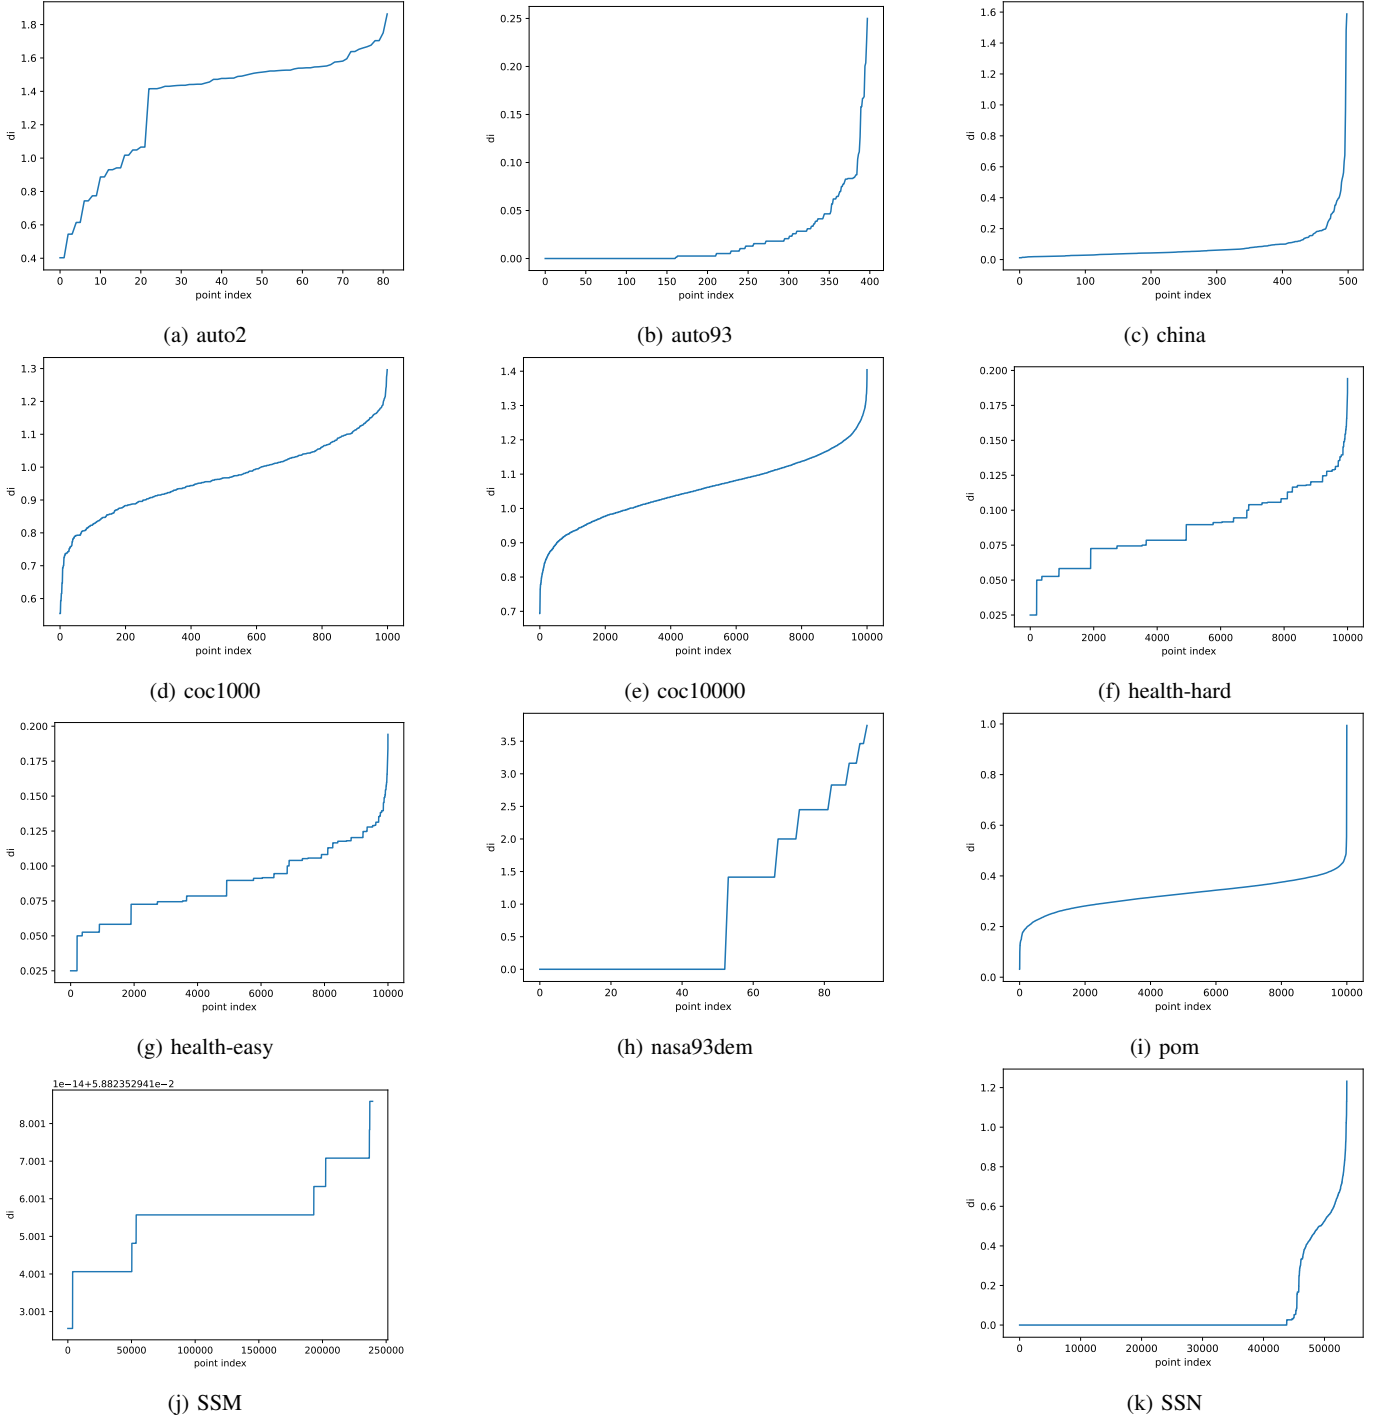 1.8
1.6
1.4
1.2
1.0
0.8
0.6
0.4
di
0 10 20 30 40 50 60 70 80
point index
(a) auto2
0.25
0.20
0.15
0.10
0.05
0.00
di
0 50 100 150 200 250 300 350 400
point index
(b) auto93
1.6
1.4
1.2
1.0
0.8
0.6
0.4
0.2
0.0
di
0 100 200 300 400 500
point index
(c) china
1.3
1.2
1.1
1.0
0.9
0.8
0.7
0.6
di
0 200 400 600 800 1000
point index
(d) coc1000
1.4
1.3
1.2
1.1
1.0
0.9
0.8
0.7
di
0 2000 4000 6000 8000 10000
point index
(e) coc10000
0.200
0.175
0.150
0.125
0.100
0.075
0.050
0.025
di
0 2000 4000 6000 8000 10000
point index
(f) health-hard
0.200
0.175
0.150
0.125
0.100
0.075
0.050
0.025
di
0 2000 4000 6000 8000 10000
point index
(g) health-easy
3.5
3.0
2.5
2.0
1.5
1.0
0.5
0.0
di
0 20 40 60 80
point index
(h) nasa93dem
1.0
0.8
0.6
0.4
0.2
0.0
di
0 2000 4000 6000 8000 10000
point index
(i) pom
1e−14+5.882352941e−2
8.001
7.001
6.001
5.001
4.001
3.001
di
0 50000 100000 150000 200000 250000
point index
(j) SSM
1.2
1.0
0.8
0.6
0.4
0.2
0.0
di
0 10000 20000 30000 40000 50000
point index
(k) SSN